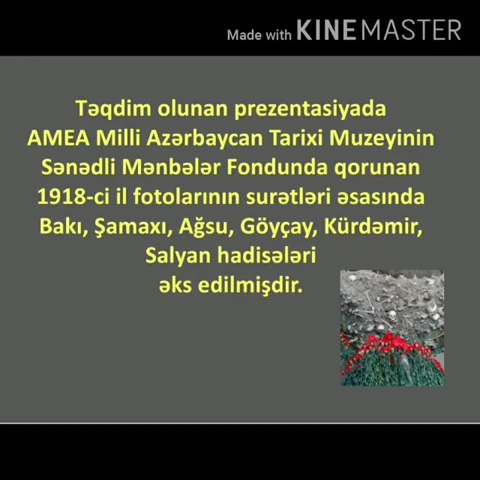 Made with KINEMASTER
Təqdim olunan prezentasiyada
AMEA Milli Azərbaycan Tarixi Muzeyinin
Sənədli Mənbələr Fondunda qorunan
1918-ci il fotolarının surətləri əsasında
Bakı, Şamaxı, Ağsu, Göyçay, Kürdəmir,
Salyan hadisələri
əks edilmişdir.